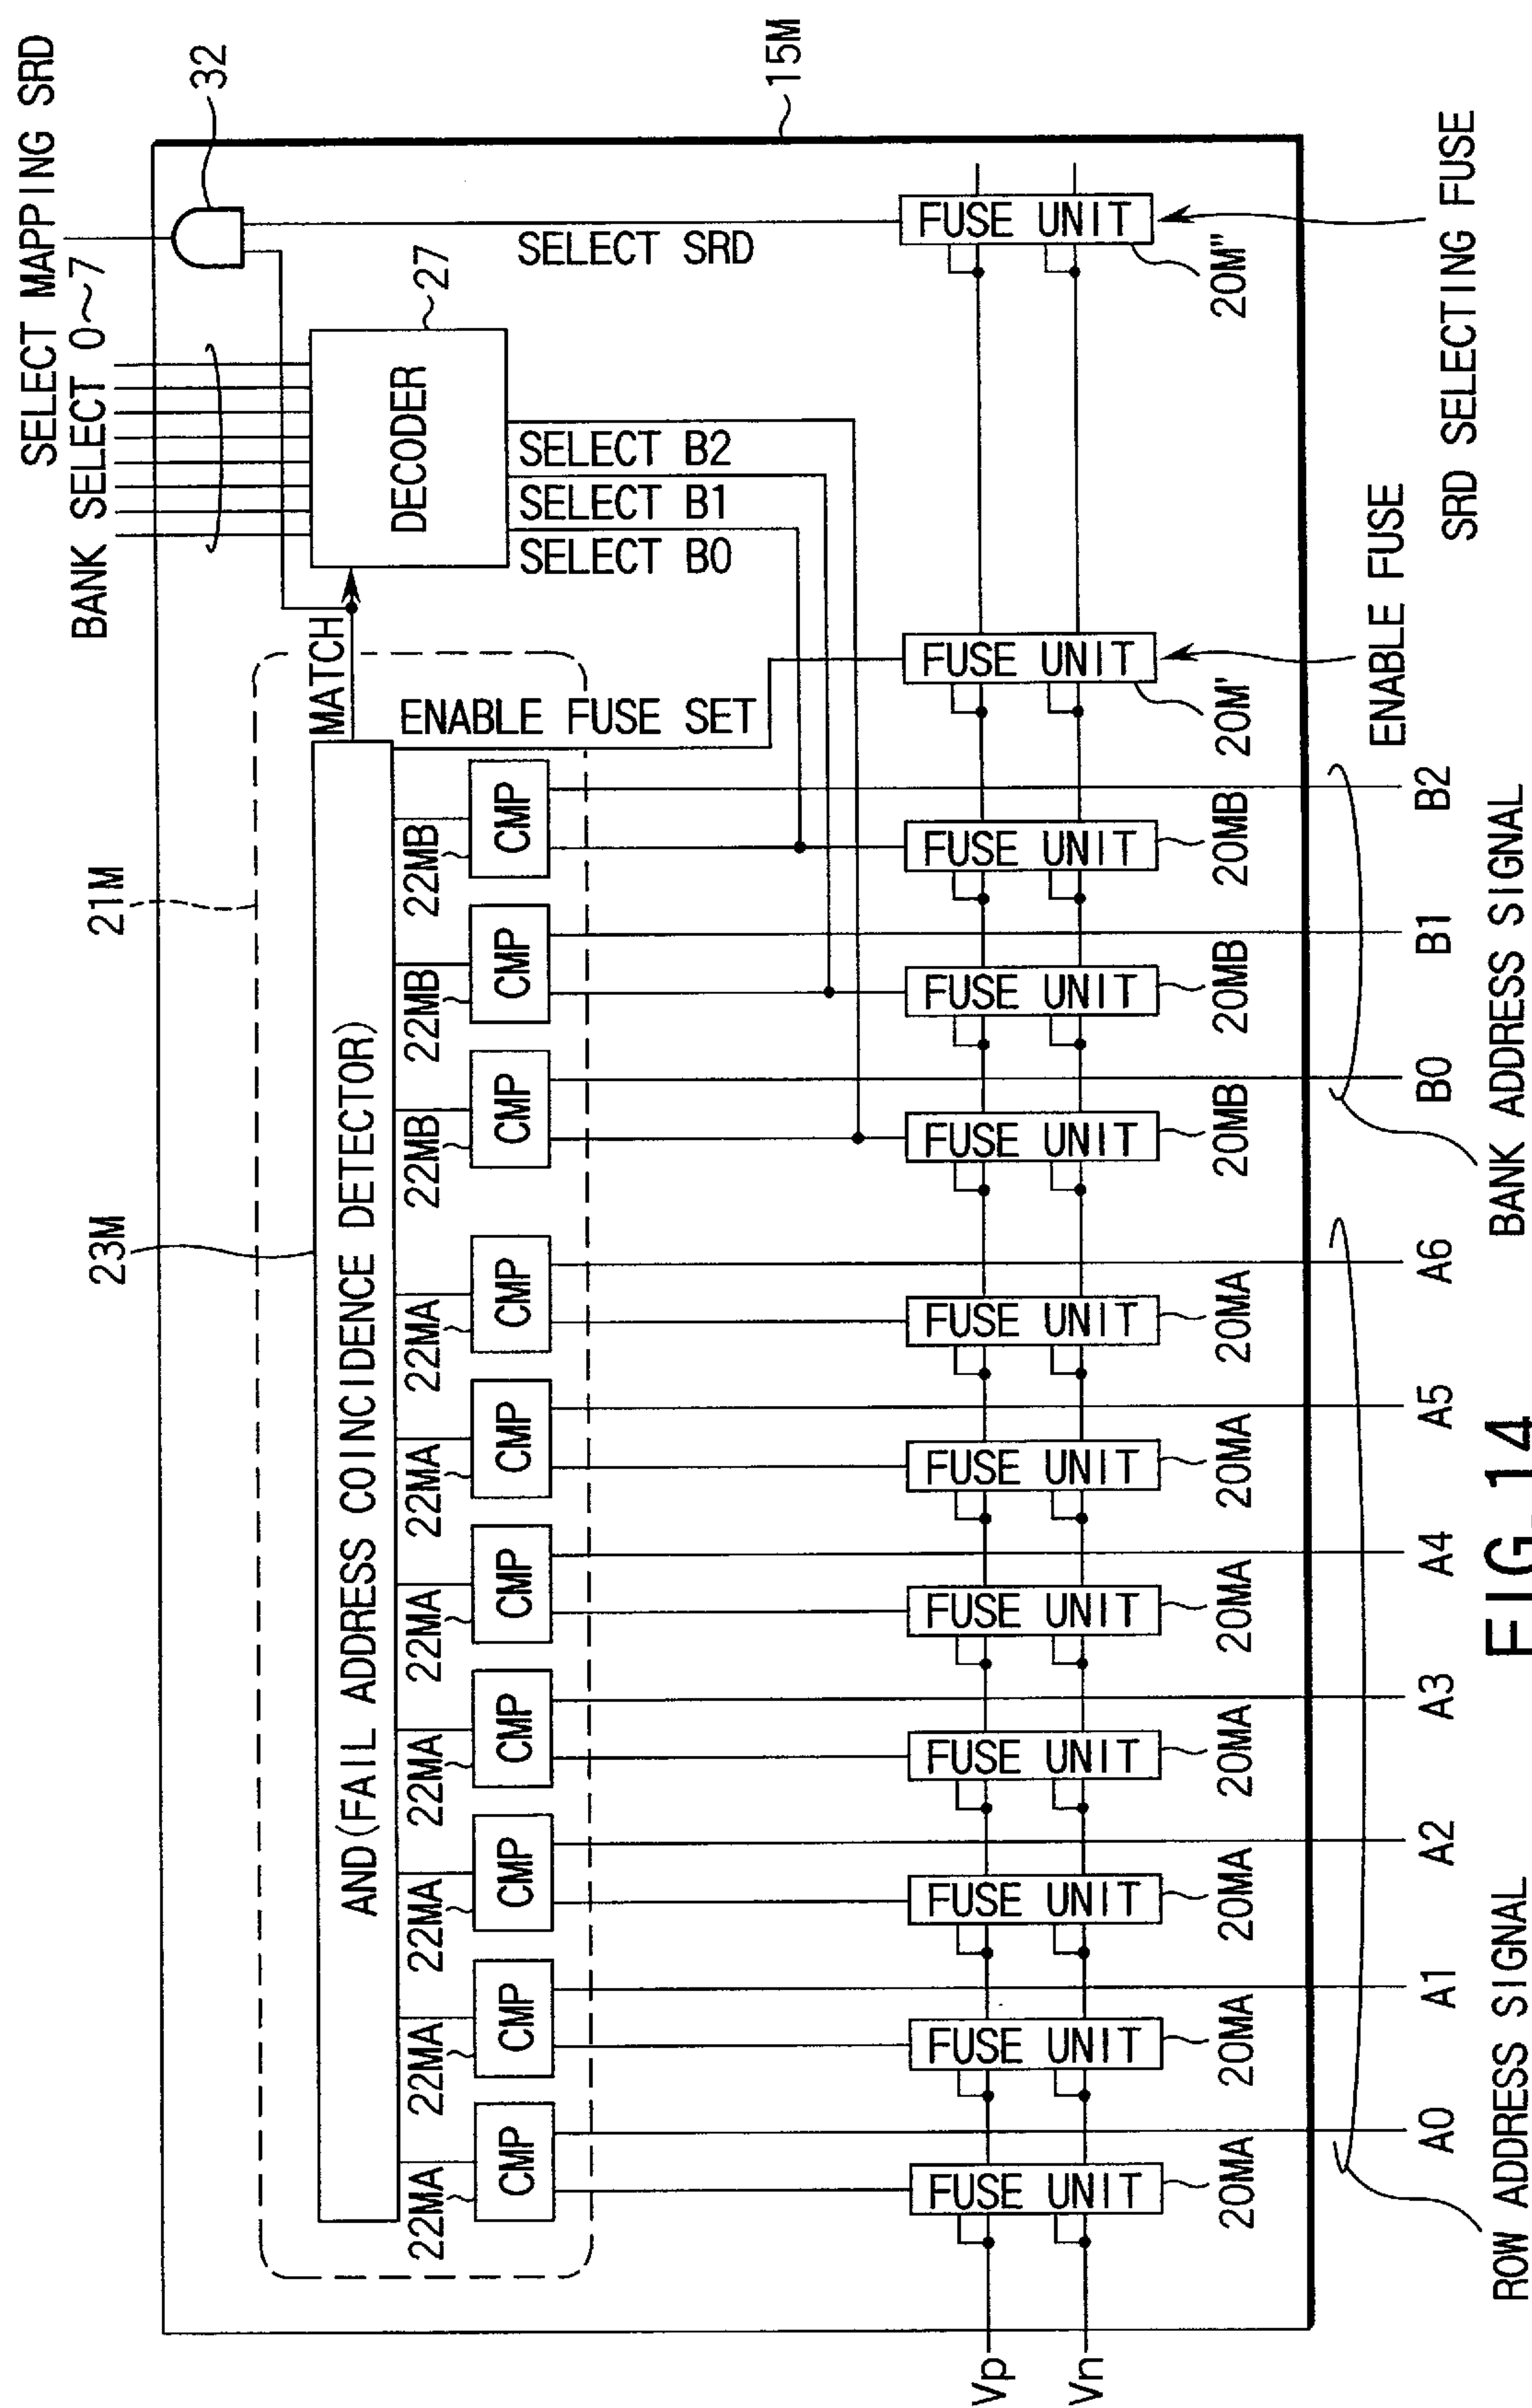 SELECT MAPPING SRD
BANK SELECT 0~7
32
15M
21M
23M
MATCH
27
DECODER
AND(FAIL ADDRESS COINCIDENCE DETECTOR)
ENABLE FUSE SET
SELECT B2
SELECT B1
SELECT B0
SELECT SRD
22MA
22MA
22MA
22MA
22MA
22MA
22MA
22MB
22MB
22MB
CMP
CMP
CMP
CMP
CMP
CMP
CMP
CMP
CMP
CMP
Vp
Vn
FUSE UNIT
FUSE UNIT
FUSE UNIT
FUSE UNIT
FUSE UNIT
FUSE UNIT
FUSE UNIT
FUSE UNIT
FUSE UNIT
FUSE UNIT
FUSE UNIT
FUSE UNIT
20MA
20MA
20MA
20MA
20MA
20MA
20MA
20MB
20MB
20MB
20M'
20M"
A0
A1
A2
A3
A4
A5
A6
B0
B1
B2
ENABLE FUSE
SRD SELECTING FUSE
ROW ADDRESS SIGNAL
BANK ADDRESS SIGNAL
FIG.14